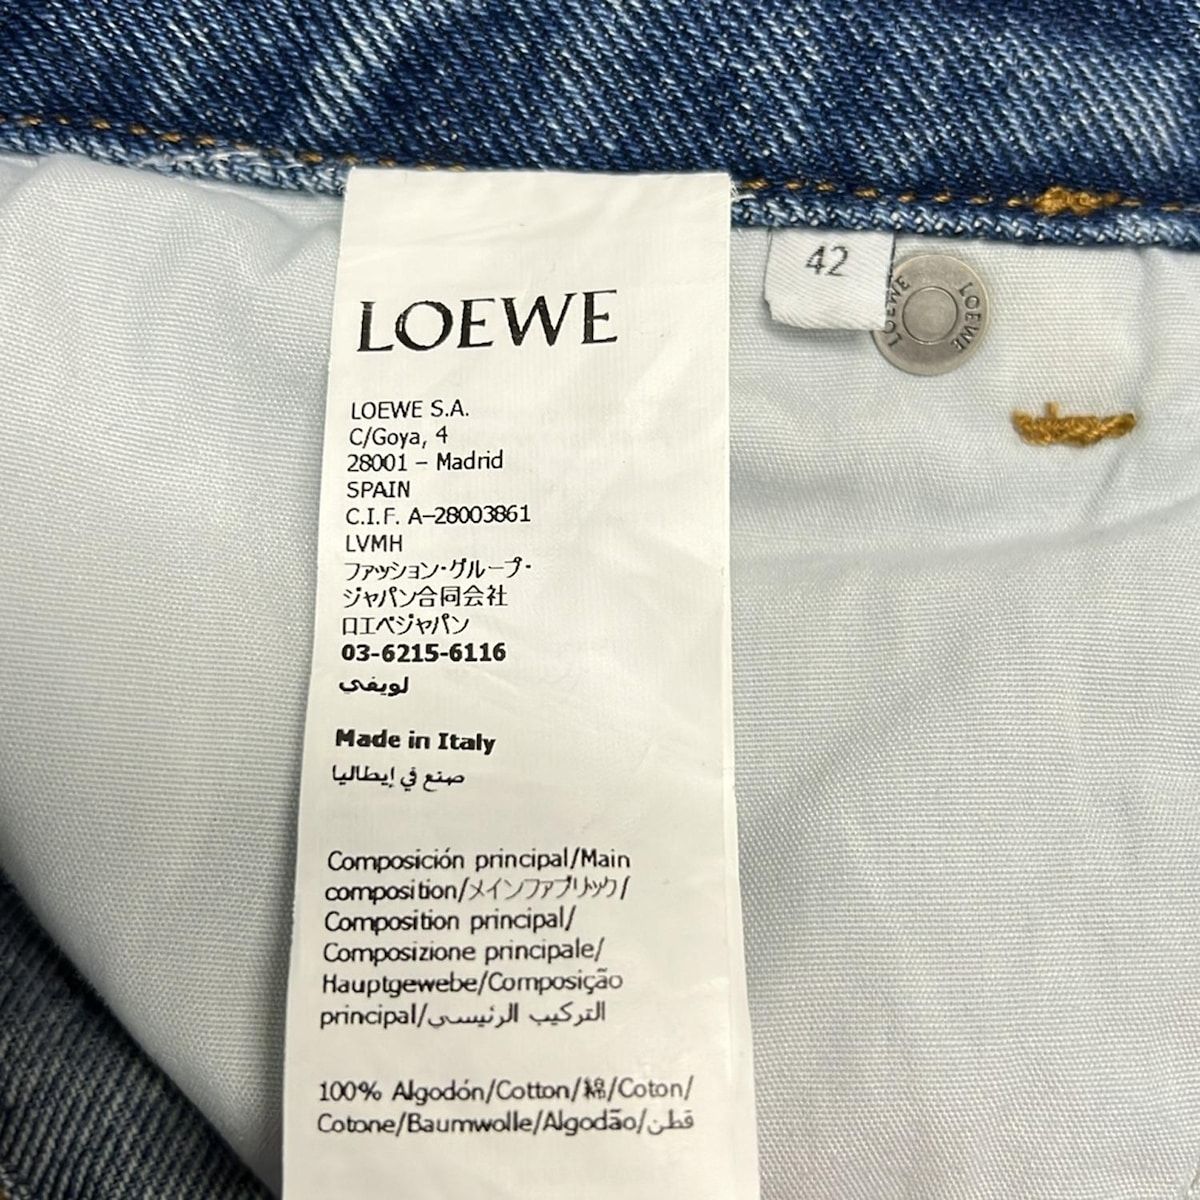 LOEWE
LOEWE S.A.
C/Goya, 4
28001 – Madrid
SPAIN
C.I.F. A-28003861
LVMH
ファッション・グループ・
ジャパン合同会社
ロエベジャパン
03-6215-6116
لويفي
Made in Italy
صنع في إيطاليا
Composición principal/Main
composition/メインファブリック/
Composition principal/
Composizione principale/
Hauptgewebe/Composição
principal/التركيب الرئيسي
100% Algodón/Cotton/綿/Coton/
Cotone/Baumwolle/Algodão/قطن
42
LOEWE
LOEWE